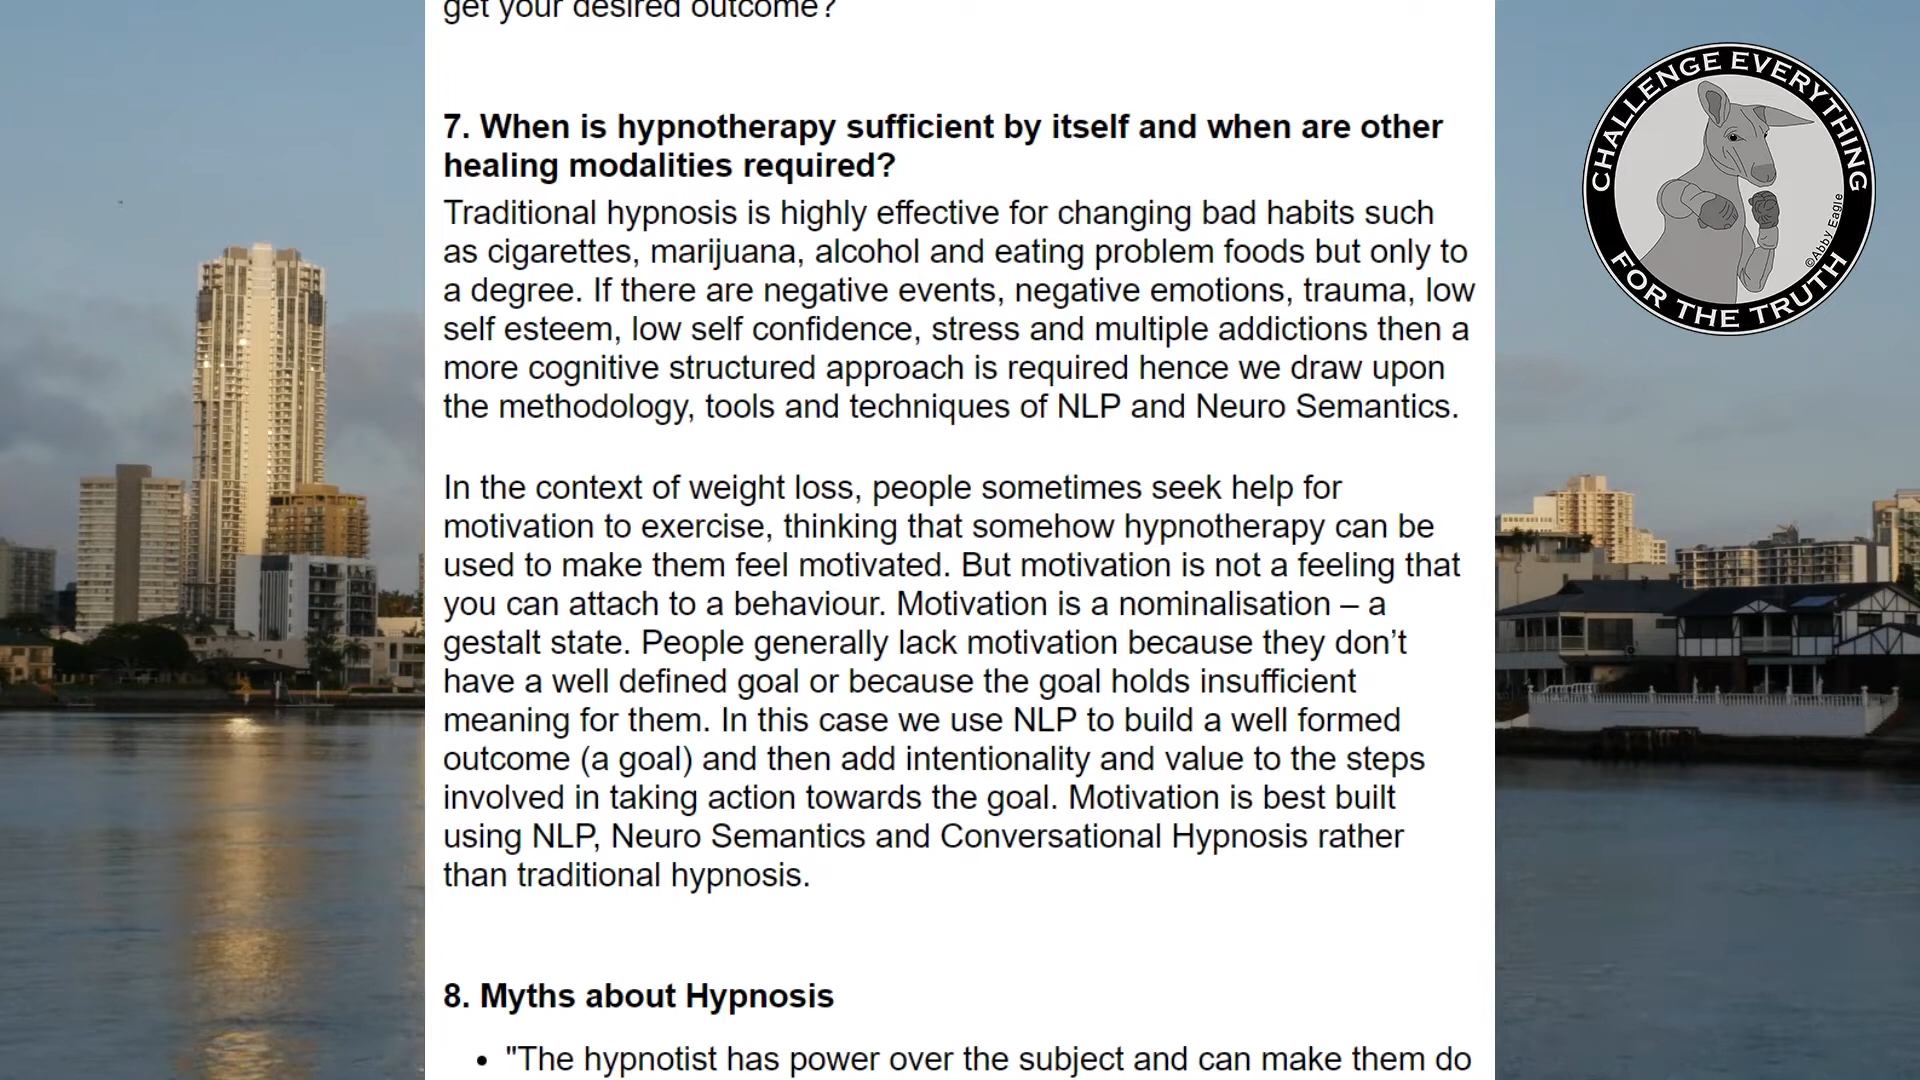 get your desired outcome?
7. When is hypnotherapy sufficient by itself and when are other
healing modalities required?
Traditional hypnosis is highly effective for changing bad habits such
as cigarettes, marijuana, alcohol and eating problem foods but only to
a degree. If there are negative events, negative emotions, trauma, low
self esteem, low self confidence, stress and multiple addictions then a
more cognitive structured approach is required hence we draw upon
the methodology, tools and techniques of NLP and Neuro Semantics.
In the context of weight loss, people sometimes seek help for
motivation to exercise, thinking that somehow hypnotherapy can be
used to make them feel motivated. But motivation is not a feeling that
you can attach to a behaviour. Motivation is a nominalisation – a
gestalt state. People generally lack motivation because they don’t
have a well defined goal or because the goal holds insufficient
meaning for them. In this case we use NLP to build a well formed
outcome (a goal) and then add intentionality and value to the steps
involved in taking action towards the goal. Motivation is best built
using NLP, Neuro Semantics and Conversational Hypnosis rather
than traditional hypnosis.
8. Myths about Hypnosis
• "The hypnotist has power over the subject and can make them do
CHALLENGE EVERYTHING
FOR THE TRUTH
©Abby Eagle